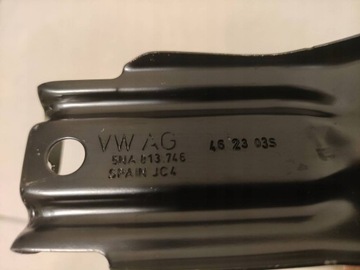 VW AG 46 23 03S
5NA 813.746
SPAIN JC4